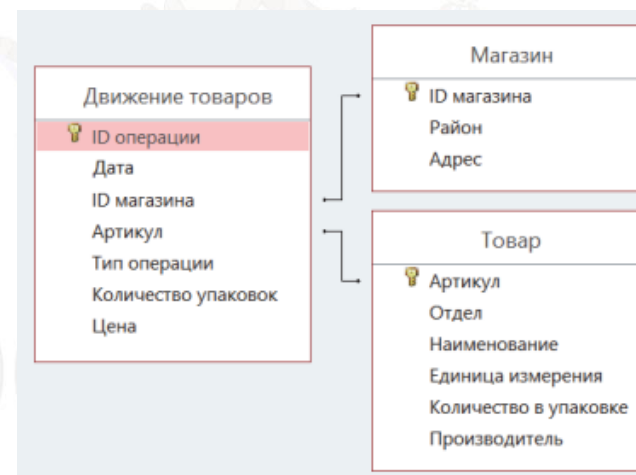 Движение товаров
ID операции
Дата
ID магазина
Артикул
Тип операции
Количество упаковок
Цена
Магазин
ID магазина
Район
Адрес
Товар
Артикул
Отдел
Наименование
Единица измерения
Количество в упаковке
Производитель